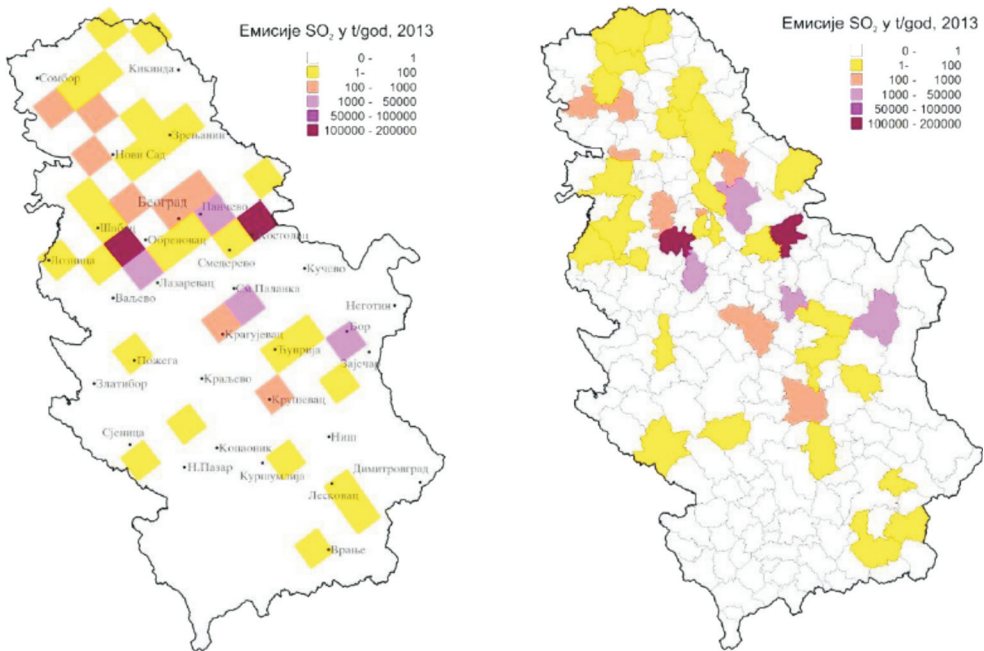 Емисије SO₂ у t/god, 2013
0 - 1
1- 100
100 - 1000
1000 - 50000
50000 - 100000
100000 - 200000
Сомбор
Кикинда
Зрењанин
Нови Сад
Београд
Панчево
Шабац
Обреновац
Костолац
Лозница
Смедерево
Кучево
Лазаревац
См.Паланка
Ваљево
Неготин
Крагујевац
Бор
Ћуприја
Зајечар
Пожега
Златибор
Краљево
Крушевац
Сјеница
Копаоник
Ниш
Н.Пазар
Куршумлија
Димитровград
Лесковац
Врање
Емисије SO₂ у t/god, 2013
0 - 1
1 - 100
100 - 1000
1000 - 50000
50000 - 100000
100000 - 200000